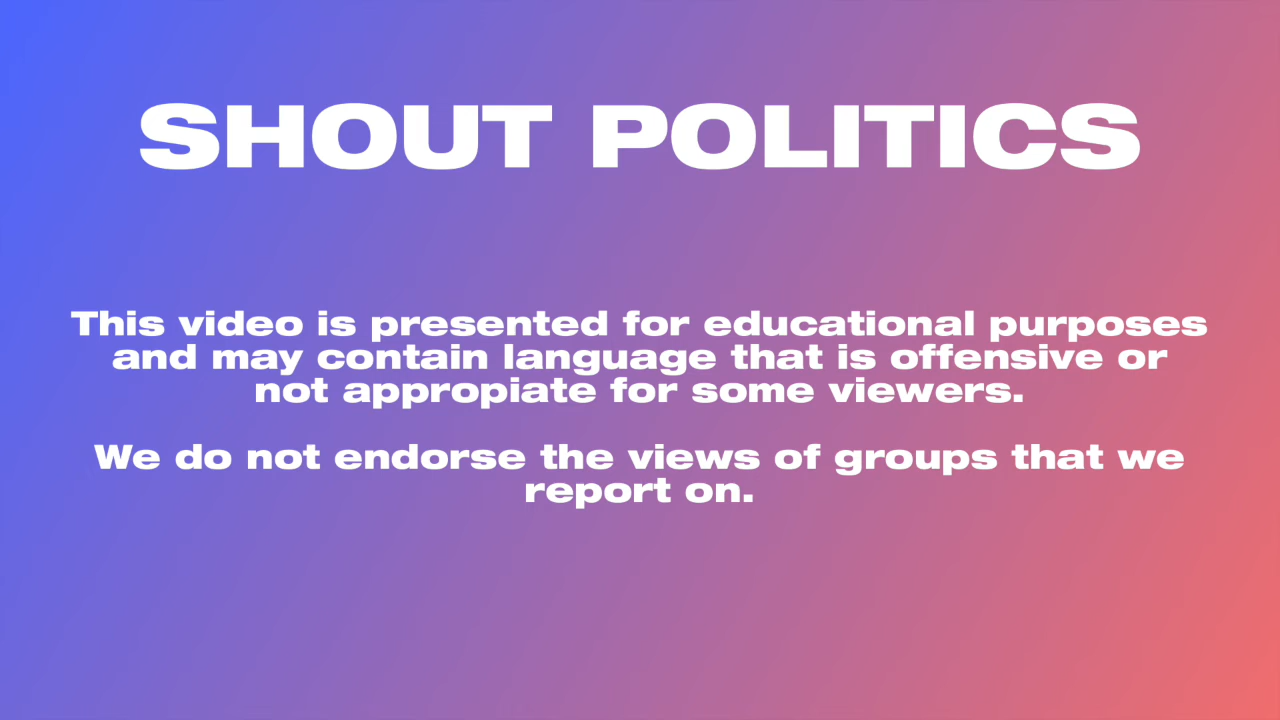 SHOUT POLITICS
This video is presented for educational purposes
and may contain language that is offensive or
not appropiate for some viewers.
We do not endorse the views of groups that we
report on.